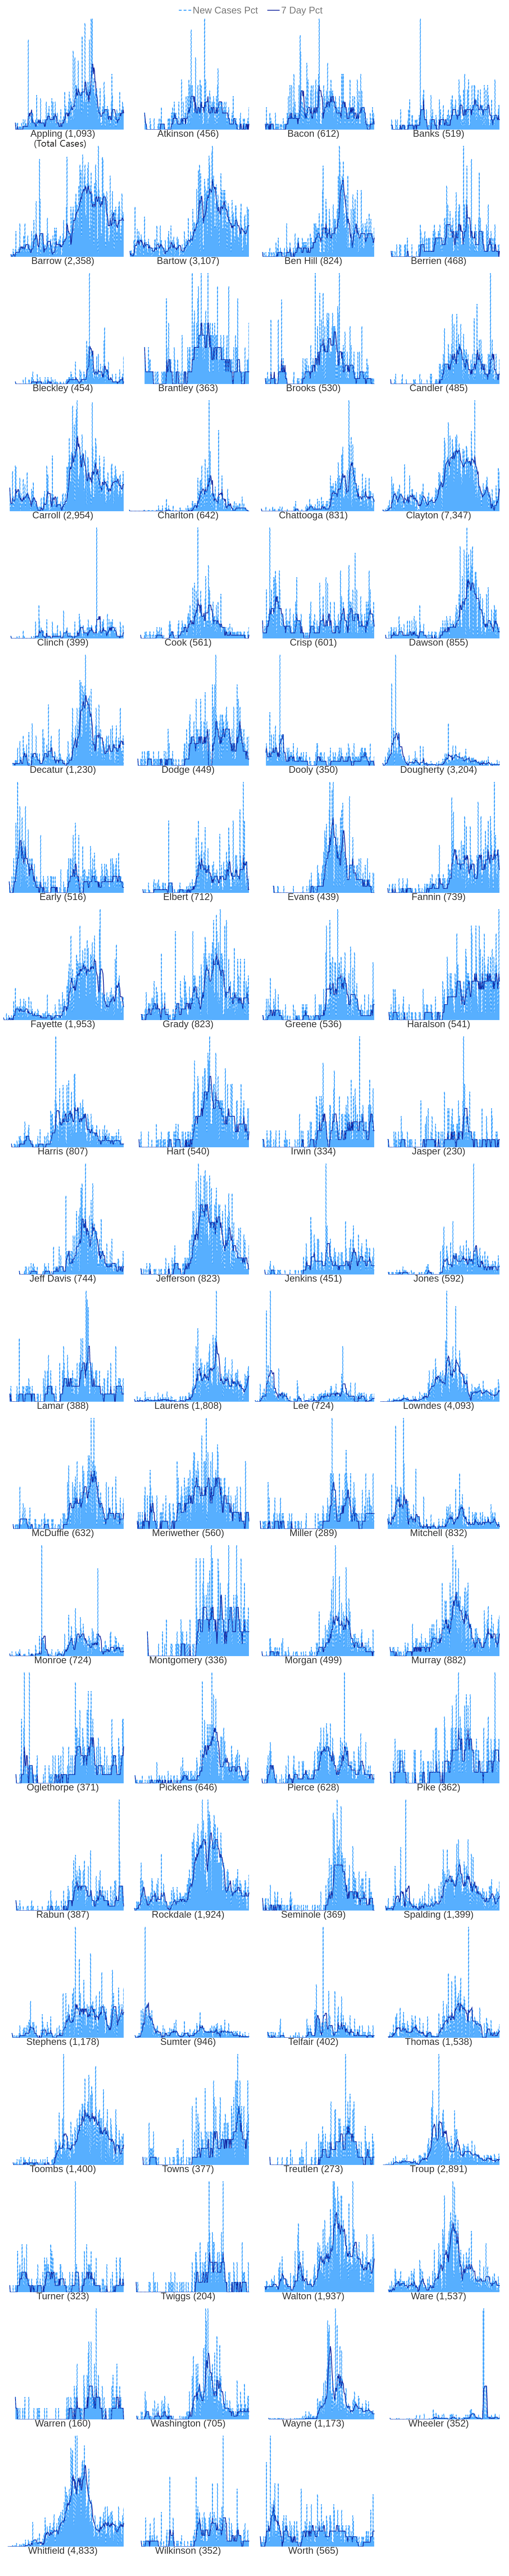 New Cases Pct 7 Day Pct
Appling (1,093) Atkinson (456) Bacon (612) Banks (519)
(Total Cases)
Barrow (2,358) Bartow (3,107) Ben Hill (824) Berrien (468)
Bleckley (454) Brantley (363) Brooks (530) Candler (485)
Carroll (2,954) Charlton (642) Chattooga (831) Clayton (7,347)
Clinch (399) Cook (561) Crisp (601) Dawson (855)
Decatur (1,230) Dodge (449) Dooly (350) Dougherty (3,204)
Early (516) Elbert (712) Evans (439) Fannin (739)
Fayette (1,953) Grady (823) Greene (536) Haralson (541)
Harris (807) Hart (540) Irwin (334) Jasper (230)
Jeff Davis (744) Jefferson (823) Jenkins (451) Jones (592)
Lamar (388) Laurens (1,808) Lee (724) Lowndes (4,093)
McDuffie (632) Meriwether (560) Miller (289) Mitchell (832)
Monroe (724) Montgomery (336) Morgan (499) Murray (882)
Oglethorpe (371) Pickens (646) Pierce (628) Pike (362)
Rabun (387) Rockdale (1,924) Seminole (369) Spalding (1,399)
Stephens (1,178) Sumter (946) Telfair (402) Thomas (1,538)
Toombs (1,400) Towns (377) Treutlen (273) Troup (2,891)
Turner (323) Twiggs (204) Walton (1,937) Ware (1,537)
Warren (160) Washington (705) Wayne (1,173) Wheeler (352)
Whitfield (4,833) Wilkinson (352) Worth (565)